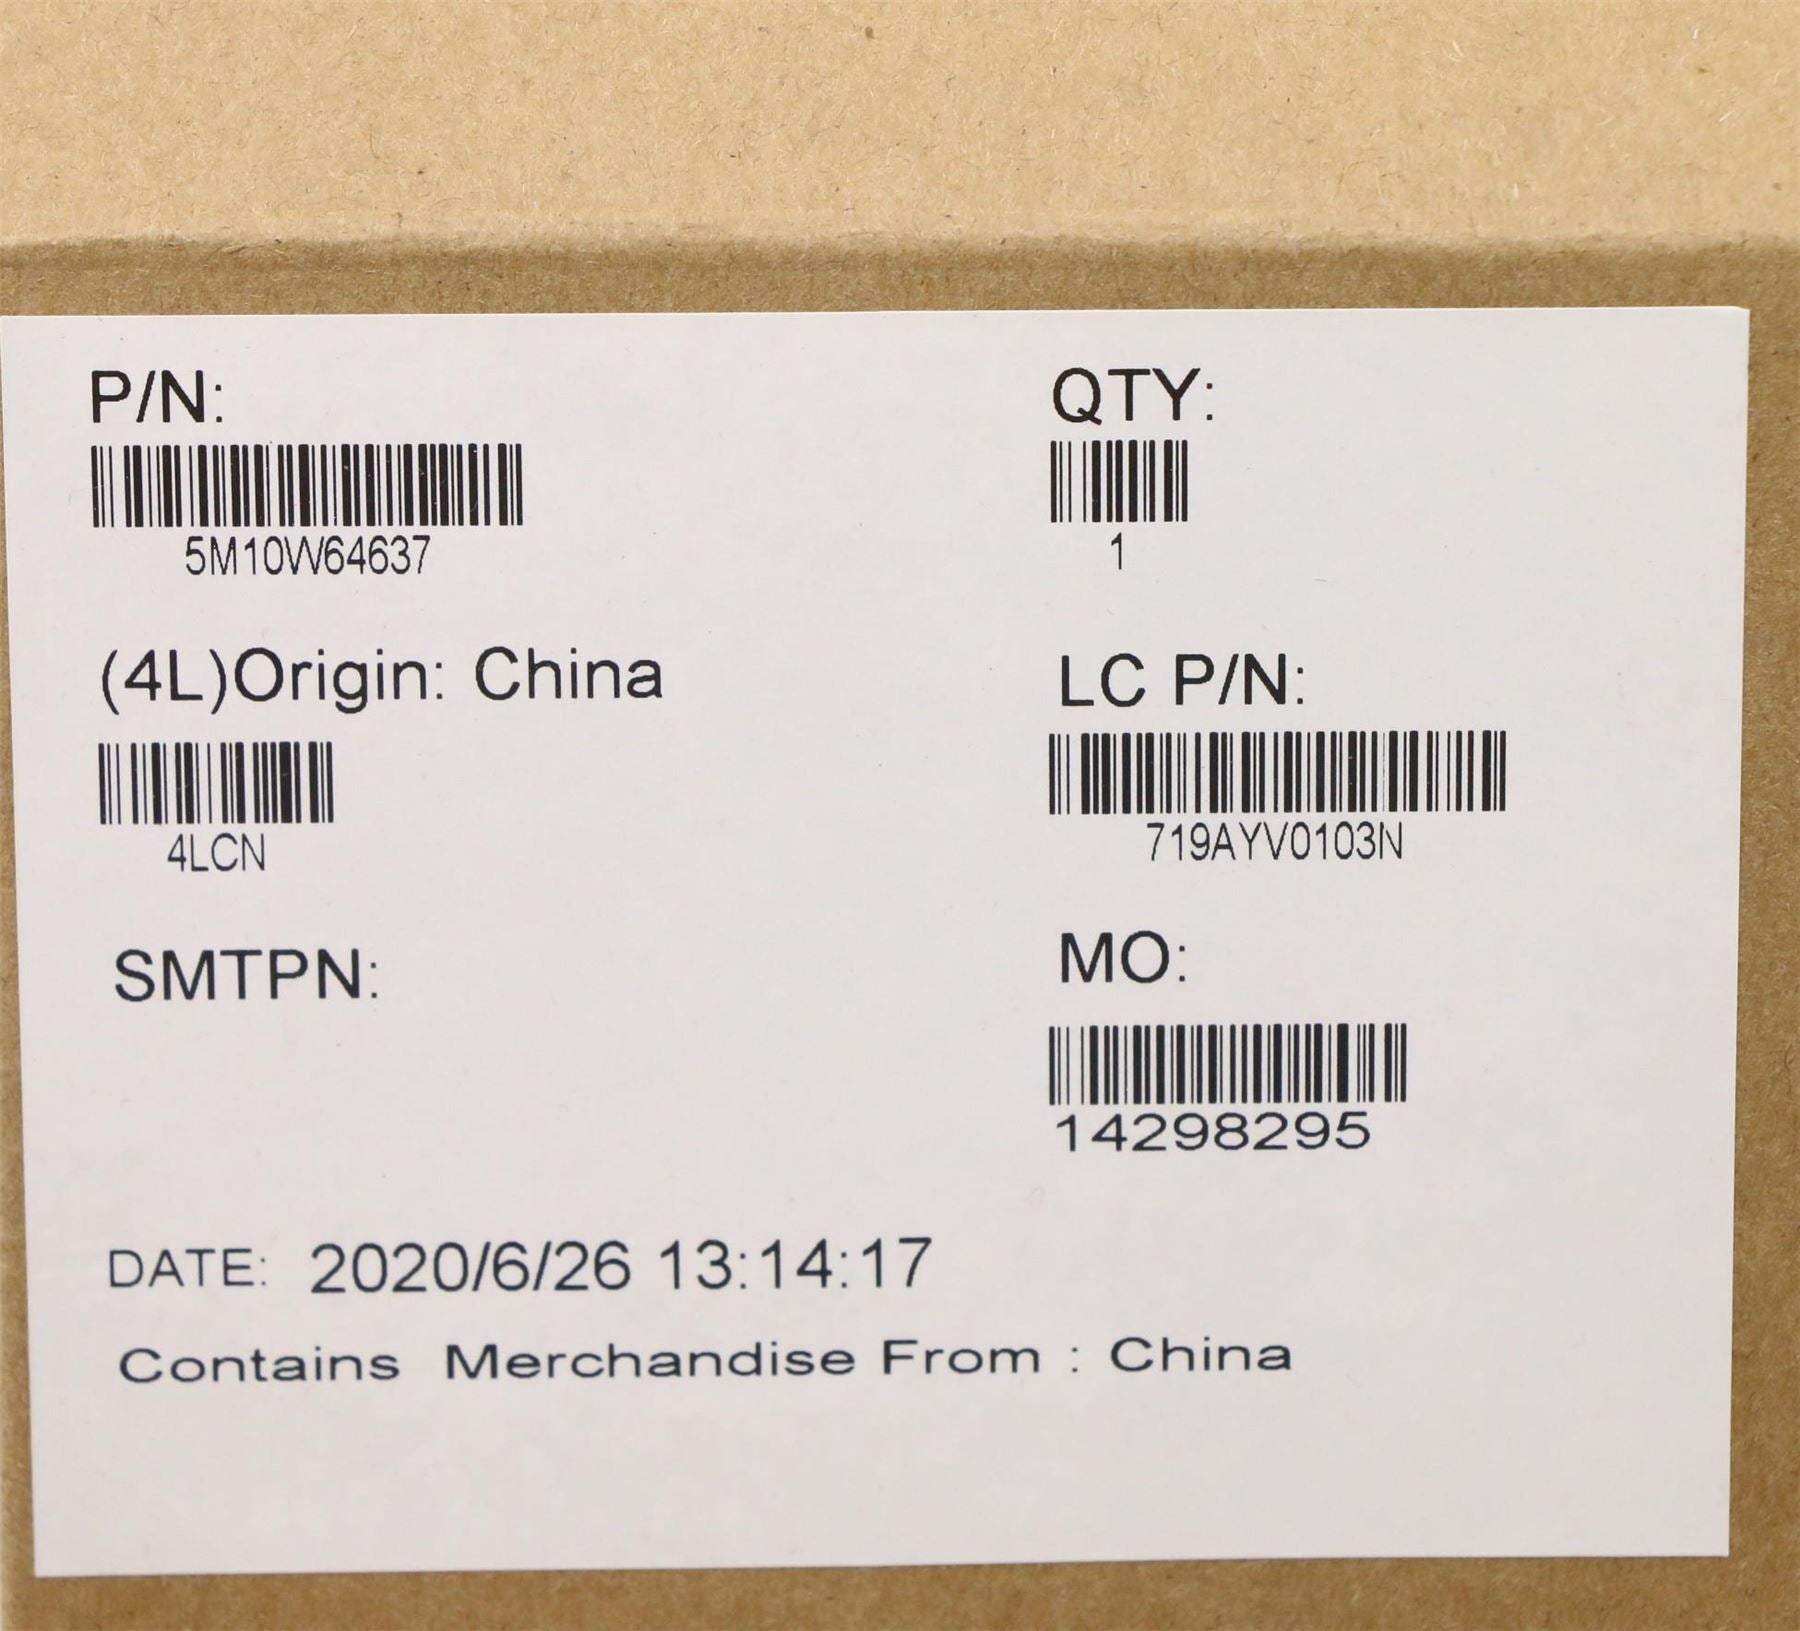 P/N:
QTY:
5M10W64637
1
(4L)Origin: China
LC P/N:
4LCN
719AYV0103N
SMTPN:
MO:
14298295
DATE: 2020/6/26 13:14:17
Contains Merchandise From : China